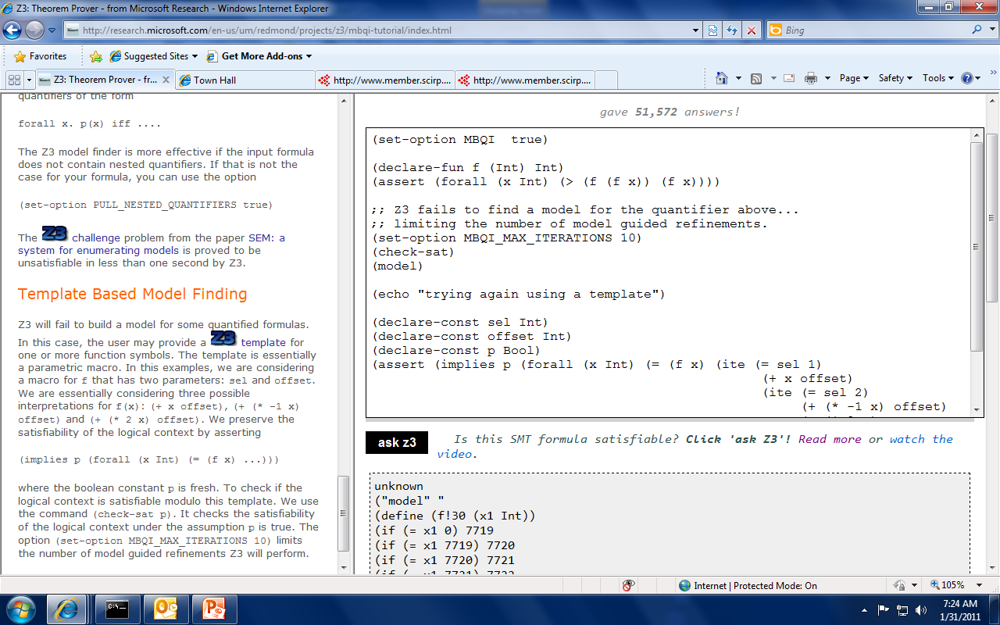 Z3: Theorem Prover - from Microsoft Research - Windows Internet Explorer
http://research.microsoft.com/en-us/um/redmond/projects/z3/mbqi-tutorial/index.html
Bing
Favorites
Suggested Sites
Get More Add-ons
Z3: Theorem Prover - fr...
Town Hall
http://www.member.scirp....
http://www.member.scirp....
Page
Safety
Tools
quantifiers of the form
forall x. p(x) iff ....
The Z3 model finder is more effective if the input formula
does not contain nested quantifiers. If that is not the
case for your formula, you can use the option
(set-option PULL_NESTED_QUANTIFIERS true)
The Z3 challenge problem from the paper SEM: a
system for enumerating models is proved to be
unsatisfiable in less than one second by Z3.
Template Based Model Finding
Z3 will fail to build a model for some quantified formulas.
In this case, the user may provide a Z3 template for
one or more function symbols. The template is essentially
a parametric macro. In this examples, we are considering
a macro for f that has two parameters: sel and offset.
We are essentially considering three possible
interpretations for f(x): (+ x offset), (+ (* -1 x)
offset) and (+ (* 2 x) offset). We preserve the
satisfiability of the logical context by asserting
(implies p (forall (x Int) (= (f x) ...)))
where the boolean constant p is fresh. To check if the
logical context is satisfiable modulo this template. We use
the command (check-sat p). It checks the satisfiability
of the logical context under the assumption p is true. The
option (set-option MBQI_MAX_ITERATIONS 10) limits
the number of model guided refinements Z3 will perform.
gave 51,572 answers!
(set-option MBQI  true)
(declare-fun f (Int) Int)
(assert (forall (x Int) (> (f (f x)) (f x))))
;; Z3 fails to find a model for the quantifier above...
;; limiting the number of model guided refinements.
(set-option MBQI_MAX_ITERATIONS 10)
(check-sat)
(model)
(echo "trying again using a template")
(declare-const sel Int)
(declare-const offset Int)
(declare-const p Bool)
(assert (implies p (forall (x Int) (= (f x) (ite (= sel 1)
(+ x offset)
(ite (= sel 2)
(+ (* -1 x) offset)
ask z3
Is this SMT formula satisfiable? Click 'ask Z3'! Read more or watch the
video.
unknown
("model" "
(define (f!30 (x1 Int))
(if (= x1 0) 7719
(if (= x1 7719) 7720
(if (= x1 7720) 7721
(if (= x1 7721) 7722
Internet | Protected Mode: On
105%
7:24 AM
1/31/2011